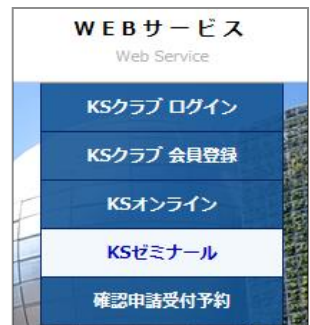 WEBサービス
Web Service
KSクラブ ログイン
KSクラブ 会員登録
KSオンライン
KSゼミナール
確認申請受付予約